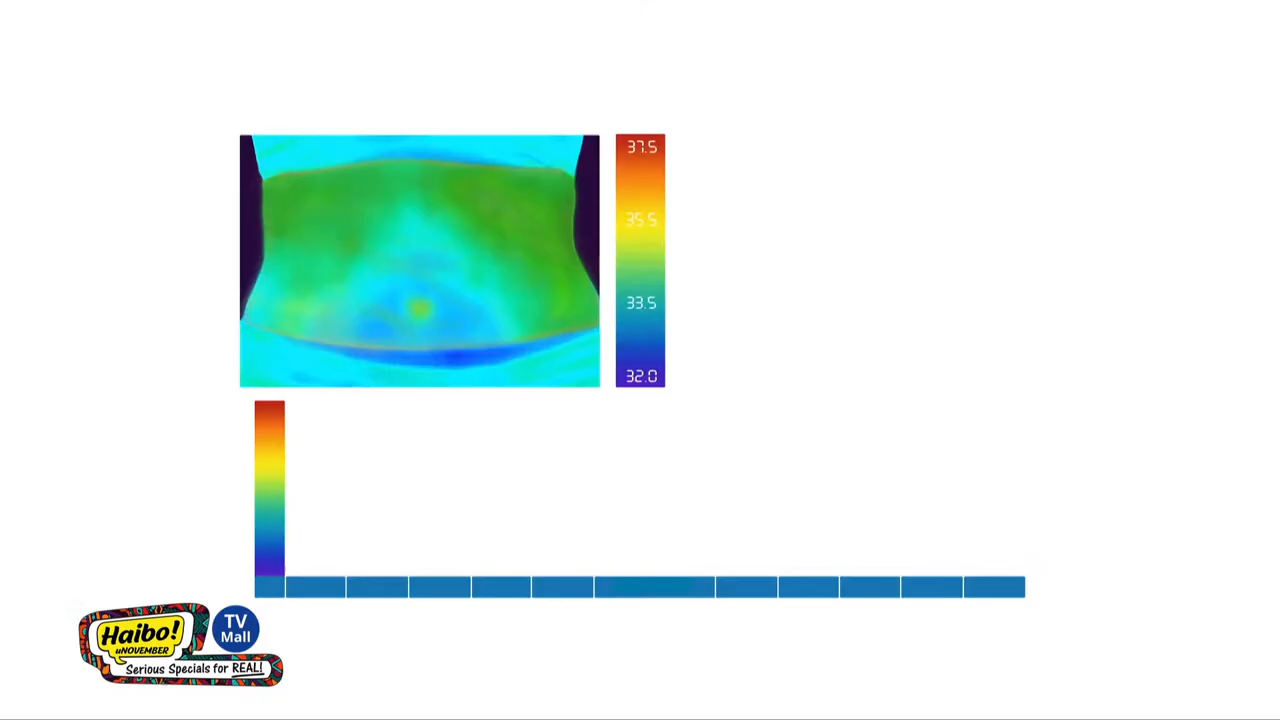 37.5
35.5
33.5
32.0
Haibo!
uNOVEMBER
Serious Specials for REAL!
TV
Mall